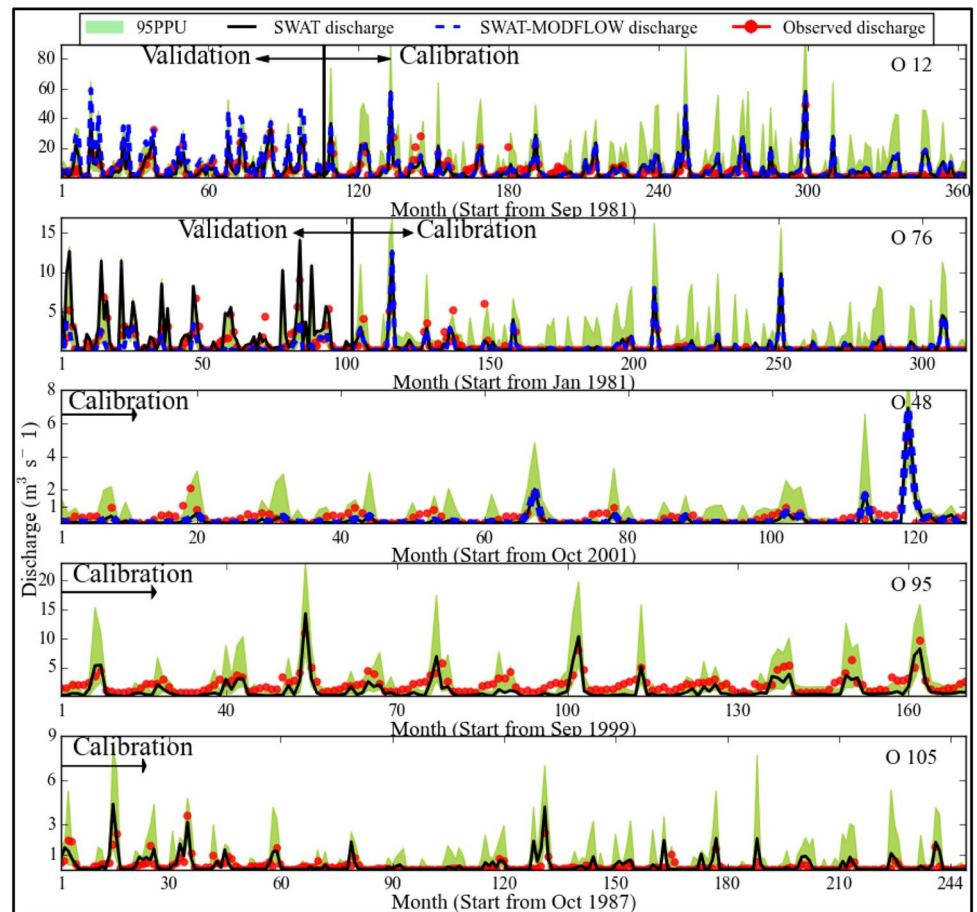 95PPU SWAT discharge SWAT-MODFLOW discharge Observed discharge
Validation Calibration O 12
80
60
40
20
1 60 120 180 240 300 360
Month (Start from Sep 1981)
Validation Calibration O 76
15
10
5
1 50 100 150 200 250 300
Month (Start from Jan 1981)
Calibration O 48
8
6
4
2
1
1 20 40 60 80 100 120
Month (Start from Oct 2001)
Discharge (m³ s⁻ 1)
Calibration O 95
20
15
10
5
1 40 70 100 130 160
Month (Start from Sep 1999)
Calibration O 105
9
6
3
1
1 30 60 90 120 150 180 210 244
Month (Start from Oct 1987)